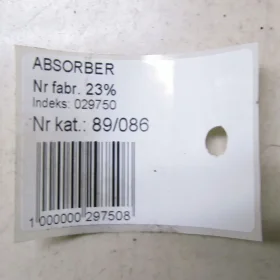 ABSORBER
Nr fabr. 23%
Indeks: 029750
Nr kat.: 89/086
1 000000 297508